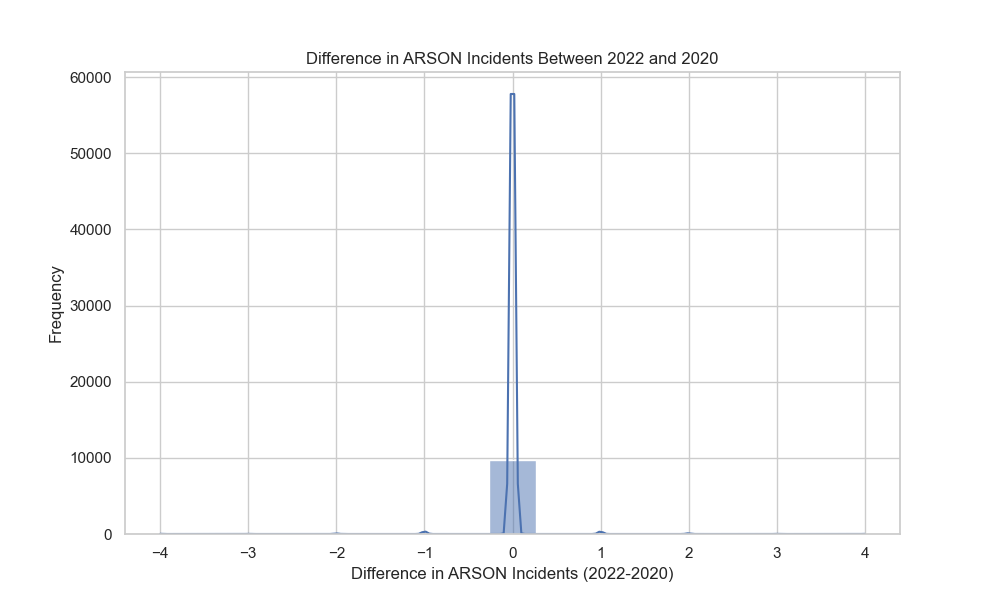 Difference in ARSON Incidents Between 2022 and 2020
60000
50000
40000
30000
20000
10000
0
Frequency
−4 −3 −2 −1 0 1 2 3 4
Difference in ARSON Incidents (2022-2020)